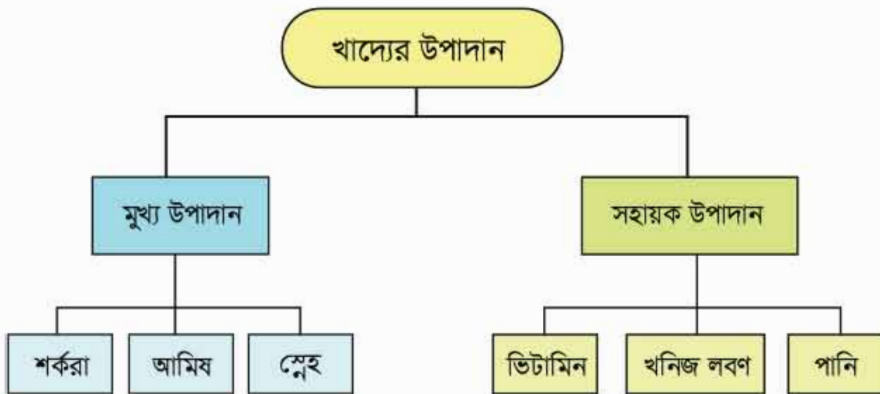 খাদ্যের উপাদান
মুখ্য উপাদান
সহায়ক উপাদান
শর্করা
আমিষ
স্নেহ
ভিটামিন
খনিজ লবণ
পানি